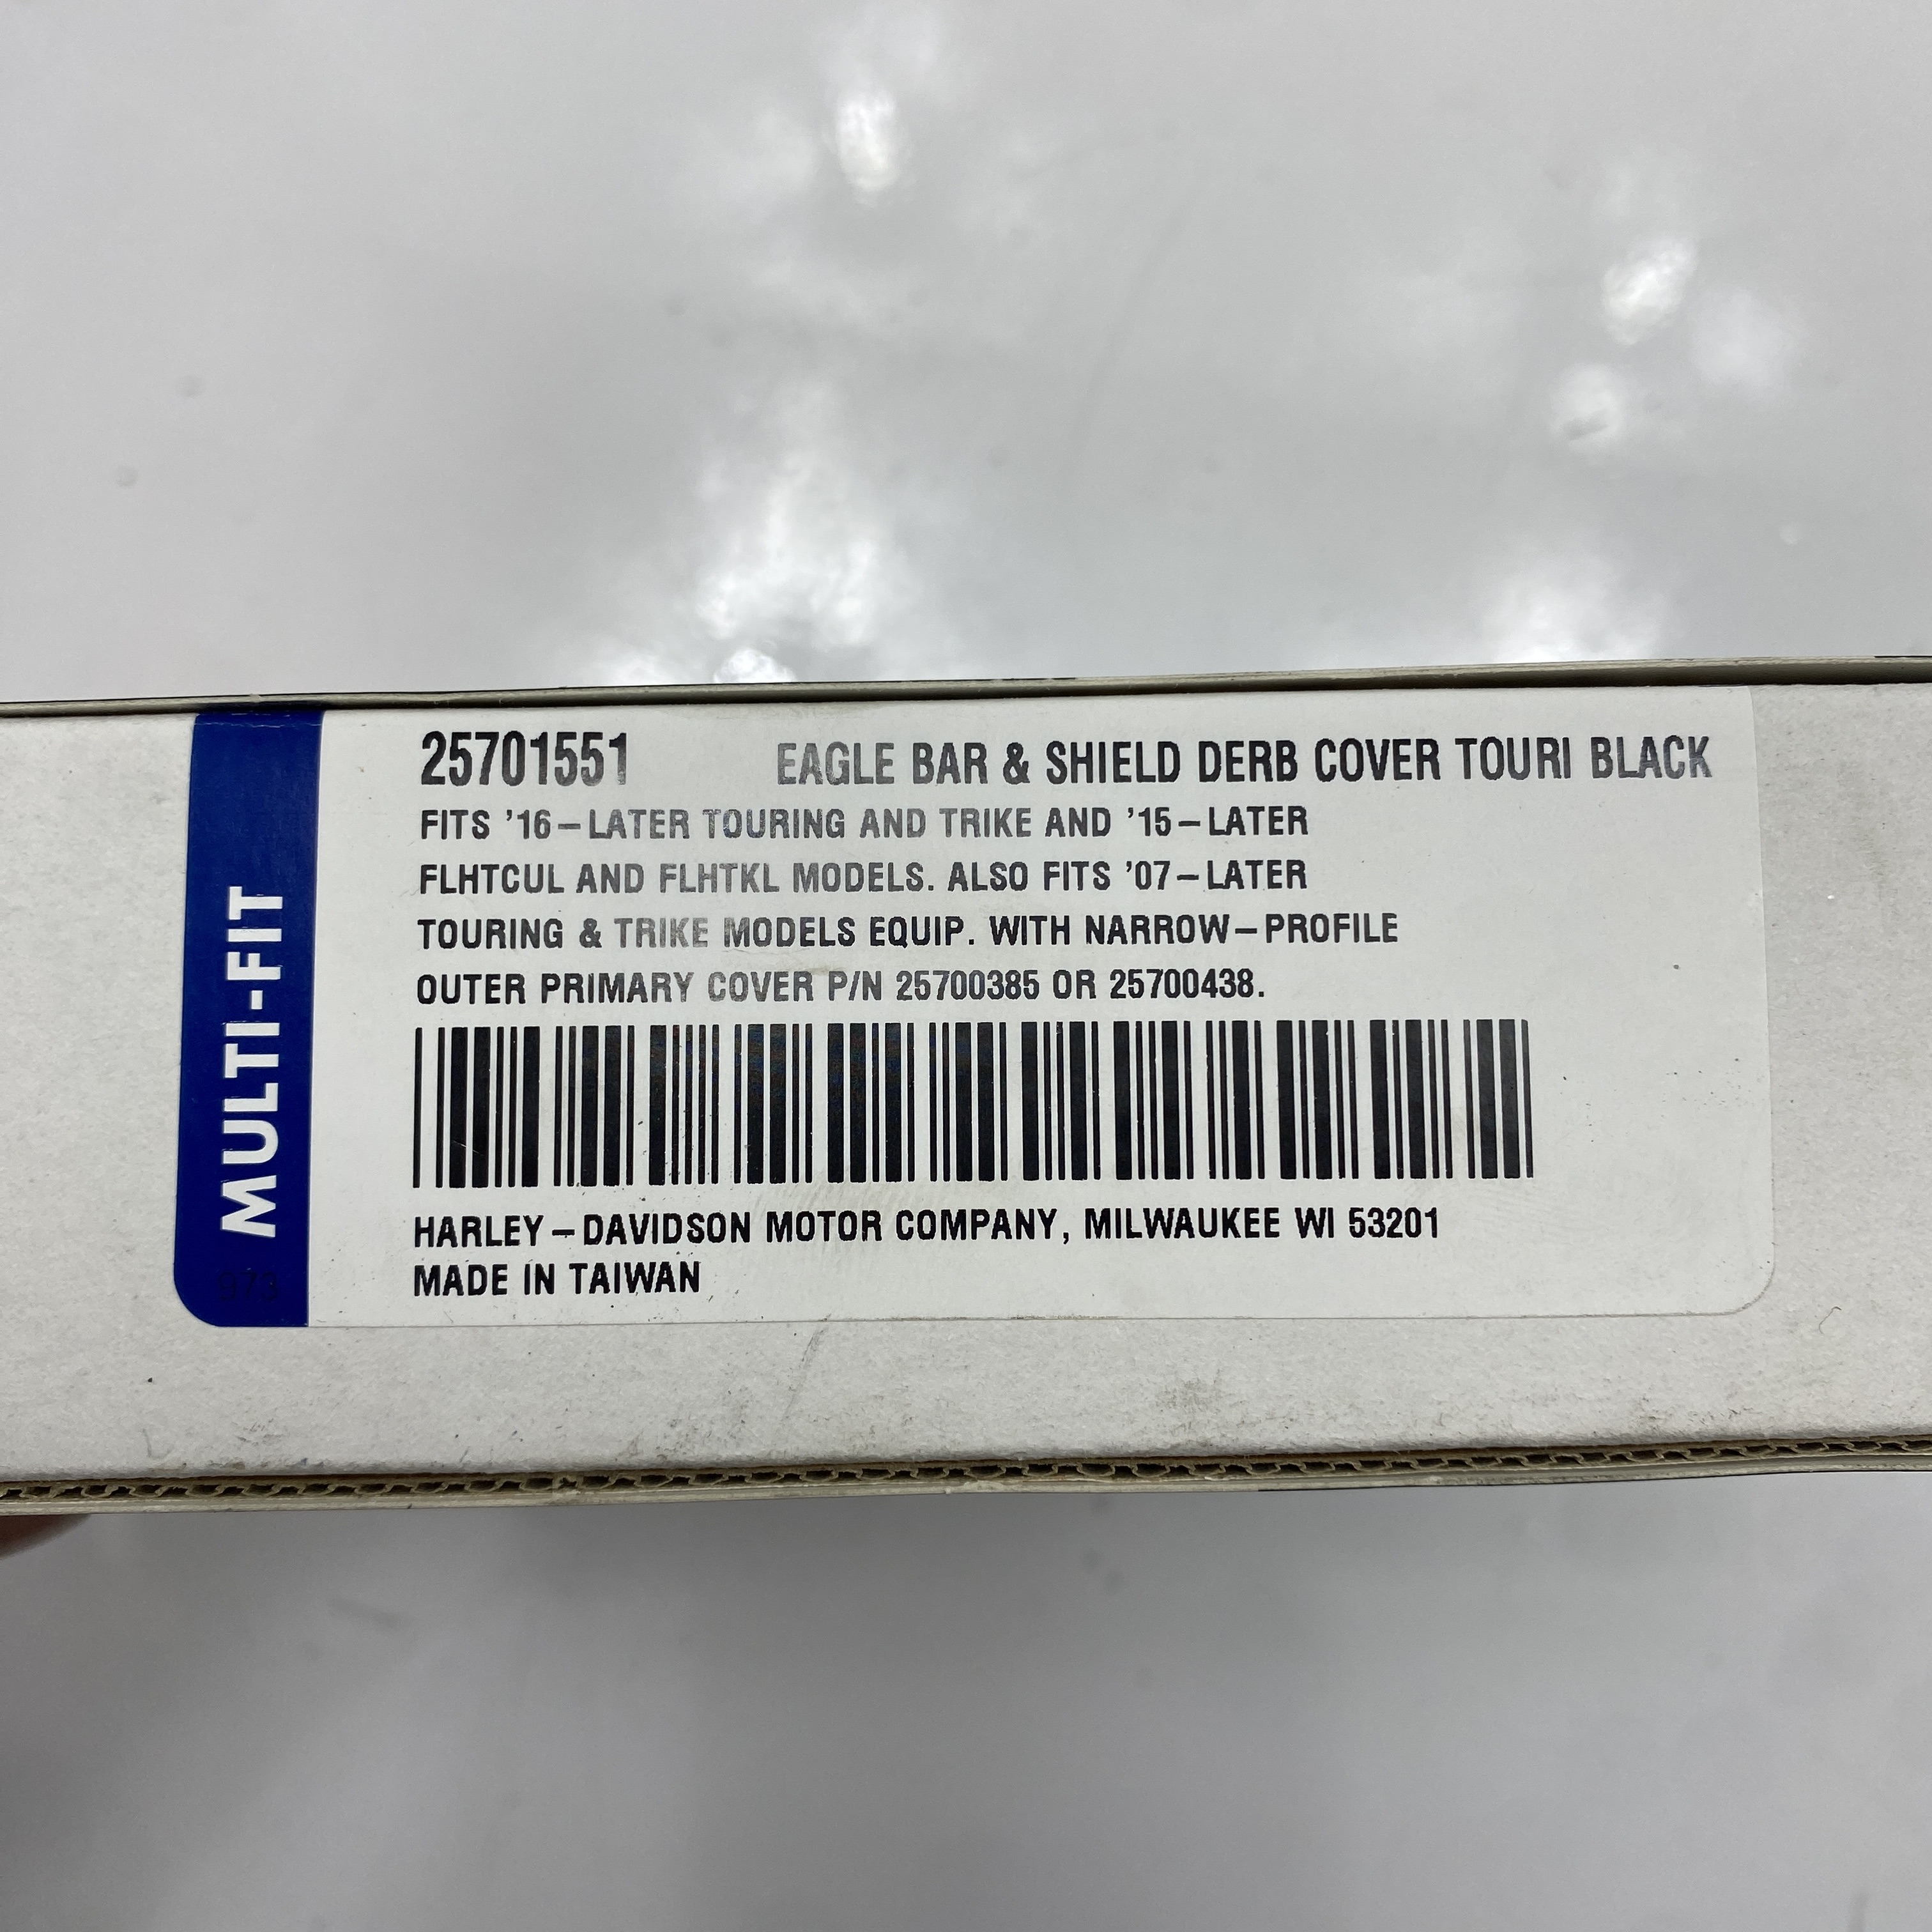 MULTI-FIT
973
25701551 EAGLE BAR & SHIELD DERB COVER TOURI BLACK
FITS '16–LATER TOURING AND TRIKE AND '15–LATER
FLHTCUL AND FLHTKL MODELS. ALSO FITS '07–LATER
TOURING & TRIKE MODELS EQUIP. WITH NARROW–PROFILE
OUTER PRIMARY COVER P/N 25700385 OR 25700438.
HARLEY–DAVIDSON MOTOR COMPANY, MILWAUKEE WI 53201
MADE IN TAIWAN